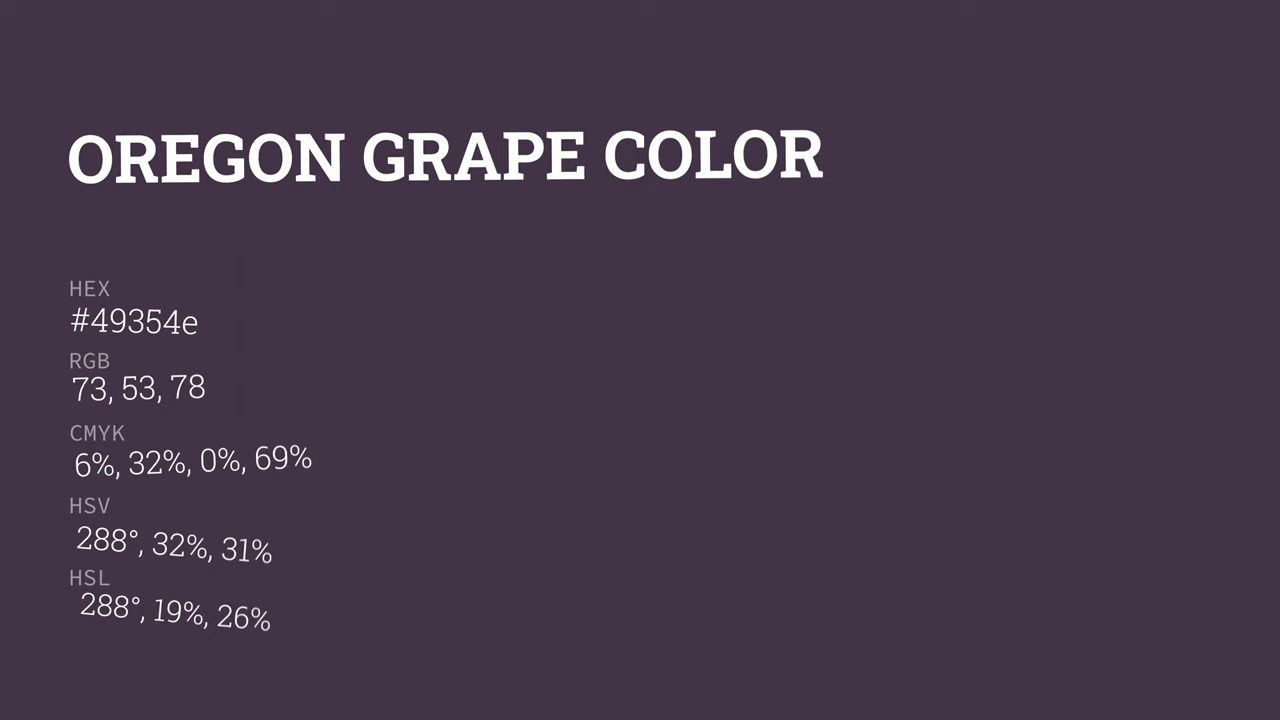 OREGON GRAPE COLOR
HEX
#49354e
RGB
73, 53, 78
CMYK
6%, 32%, 0%, 69%
HSV
288°, 32%, 31%
HSL
288°, 19%, 26%